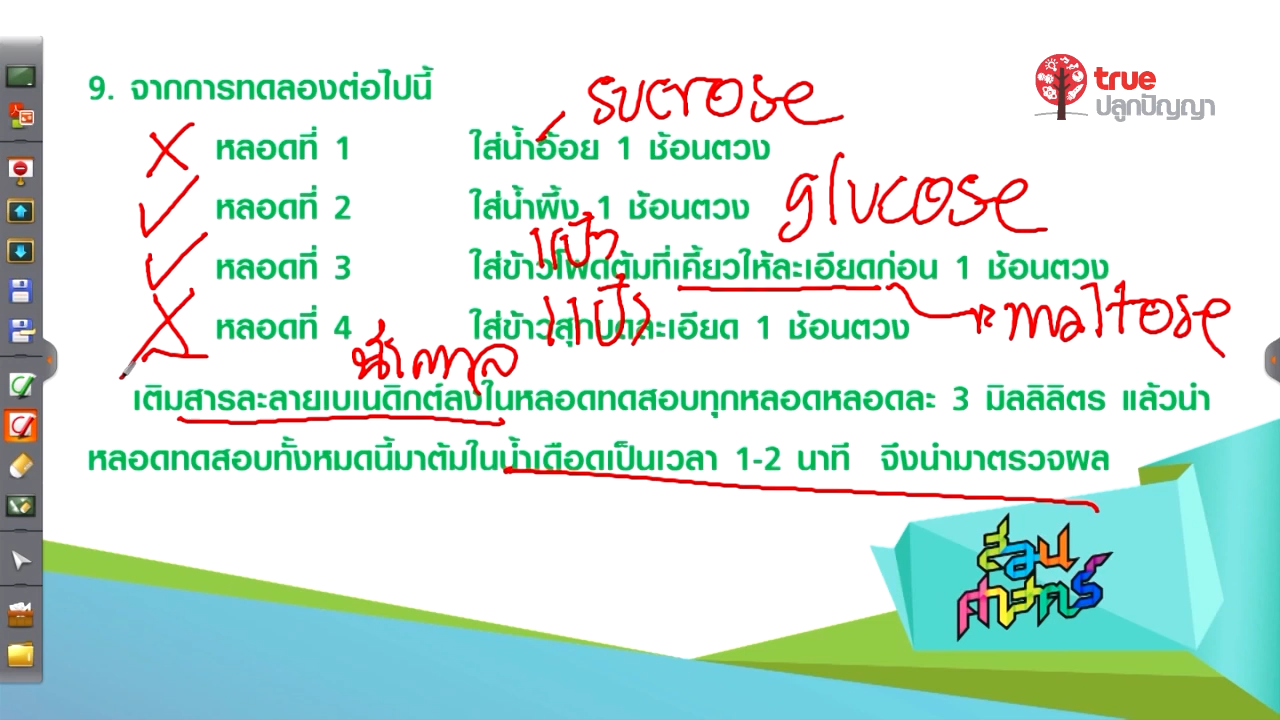 true
ปลูกปัญญา
9. จากการทดลองต่อไปนี้
sucrose
หลอดที่ 1 ใส่น้ำอ้อย 1 ช้อนตวง
หลอดที่ 2 ใส่น้ำผึ้ง 1 ช้อนตวง
glucose
แป้ง
หลอดที่ 3 ใส่ข้าวโพดต้มที่เคี้ยวให้ละเอียดก่อน 1 ช้อนตวง
แป้ง
maltose
หลอดที่ 4 ใส่ข้าวสุกบดละเอียด 1 ช้อนตวง
น้ำตาล
เติมสารละลายเบเนดิกต์ลงในหลอดทดสอบทุกหลอดหลอดละ 3 มิลลิลิตร แล้วนำ
หลอดทดสอบทั้งหมดนี้มาต้มในน้ำเดือดเป็นเวลา 1-2 นาที จึงนำมาตรวจผล
สอน
ศาสตร์